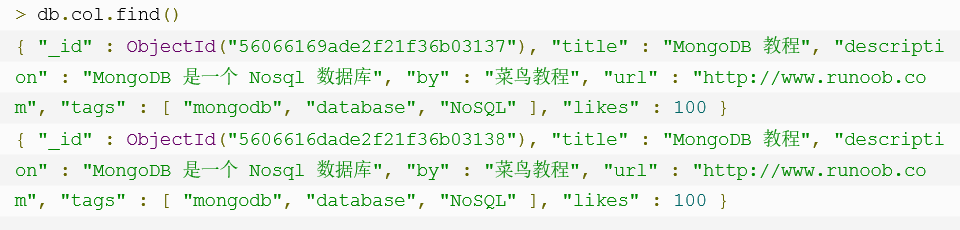 > db.col.find()
{ "_id" : ObjectId("56066169ade2f21f36b03137"), "title" : "MongoDB 教程", "descripti
on" : "MongoDB 是一个 Nosql 数据库", "by" : "菜鸟教程", "url" : "http://www.runoob.co
m", "tags" : [ "mongodb", "database", "NoSQL" ], "likes" : 100 }
{ "_id" : ObjectId("5606616dade2f21f36b03138"), "title" : "MongoDB 教程", "descripti
on" : "MongoDB 是一个 Nosql 数据库", "by" : "菜鸟教程", "url" : "http://www.runoob.co
m", "tags" : [ "mongodb", "database", "NoSQL" ], "likes" : 100 }